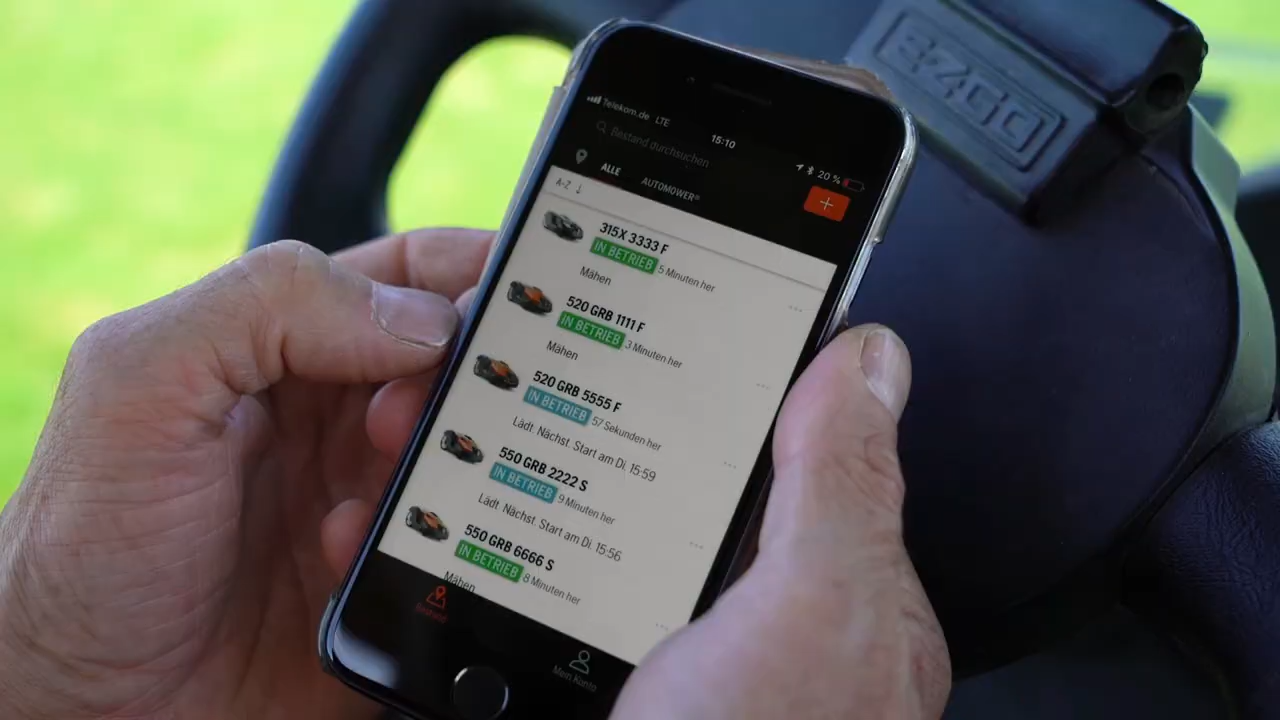 E-Z-GO
Telekom.de LTE 15:10 20 %
Bestand durchsuchen
ALLE AUTOMOWER®
+
A-Z ↓
315X 3333 F
IN BETRIEB 5 Minuten her
Mähen
520 GRB 1111 F
IN BETRIEB 3 Minuten her
Mähen
520 GRB 5555 F
IN BETRIEB 57 Sekunden her
Lädt. Nächst. Start am Di. 15:59
550 GRB 2222 S
IN BETRIEB 9 Minuten her
Lädt. Nächst. Start am Di. 15:56
550 GRB 6666 S
IN BETRIEB 8 Minuten her
Mähen
Bestand Mein Konto